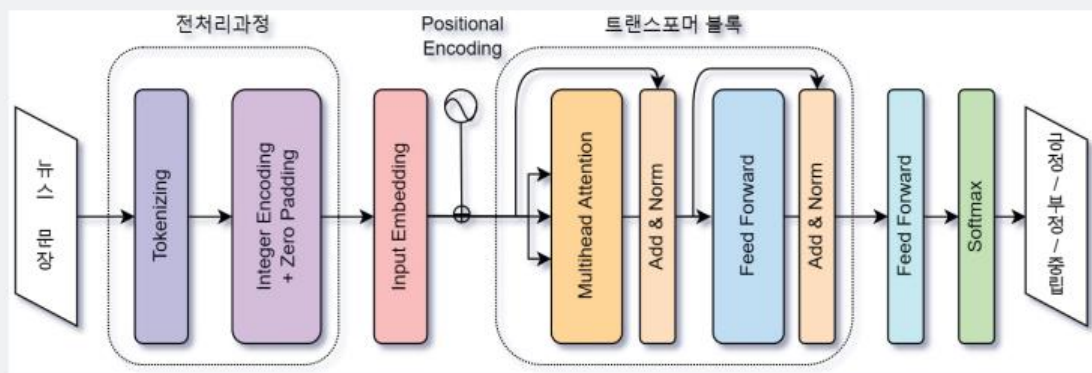 전처리과정
Positional
Encoding
트랜스포머 블록
뉴스 문장
Tokenizing
Integer Encoding
+ Zero Padding
Input Embedding
Multihead Attention
Add & Norm
Feed Forward
Add & Norm
Feed Forward
Softmax
긍정/부정/중립